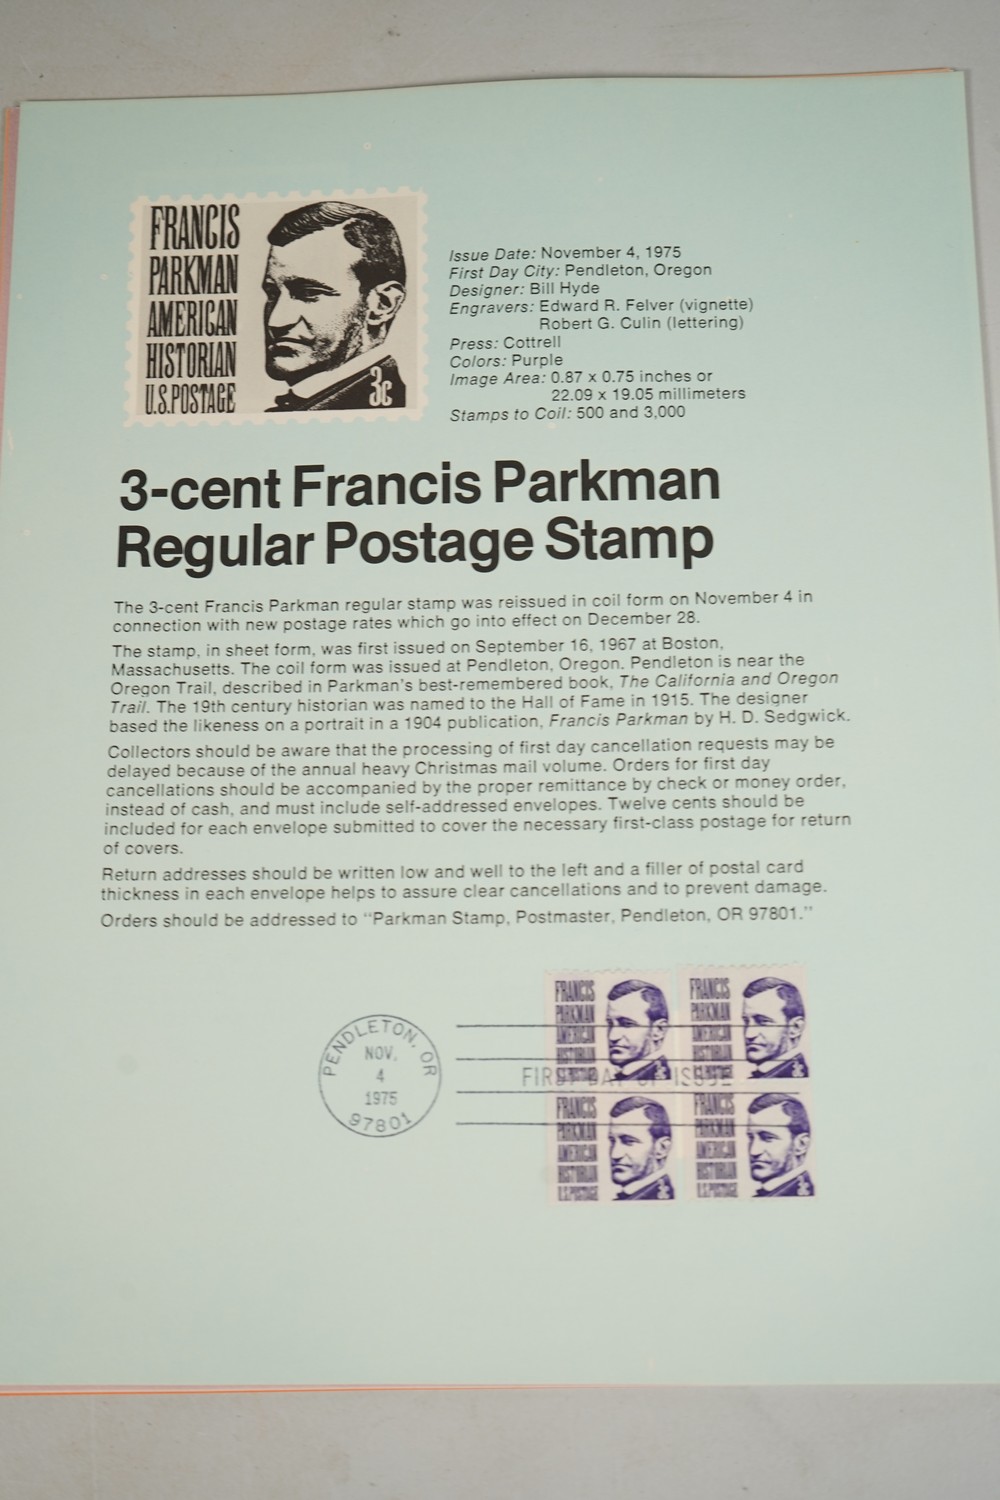 FRANCIS
PARKMAN
AMERICAN
HISTORIAN
U.S.POSTAGE
3c
Issue Date: November 4, 1975
First Day City: Pendleton, Oregon
Designer: Bill Hyde
Engravers: Edward R. Felver (vignette)
Robert G. Culin (lettering)
Press: Cottrell
Colors: Purple
Image Area: 0.87 x 0.75 inches or
22.09 x 19.05 millimeters
Stamps to Coil: 500 and 3,000
3-cent Francis Parkman
Regular Postage Stamp
The 3-cent Francis Parkman regular stamp was reissued in coil form on November 4 in
connection with new postage rates which go into effect on December 28.
The stamp, in sheet form, was first issued on September 16, 1967 at Boston,
Massachusetts. The coil form was issued at Pendleton, Oregon. Pendleton is near the
Oregon Trail, described in Parkman's best-remembered book, The California and Oregon
Trail. The 19th century historian was named to the Hall of Fame in 1915. The designer
based the likeness on a portrait in a 1904 publication, Francis Parkman by H. D. Sedgwick.
Collectors should be aware that the processing of first day cancellation requests may be
delayed because of the annual heavy Christmas mail volume. Orders for first day
cancellations should be accompanied by the proper remittance by check or money order,
instead of cash, and must include self-addressed envelopes. Twelve cents should be
included for each envelope submitted to cover the necessary first-class postage for return
of covers.
Return addresses should be written low and well to the left and a filler of postal card
thickness in each envelope helps to assure clear cancellations and to prevent damage.
Orders should be addressed to "Parkman Stamp, Postmaster, Pendleton, OR 97801."
PENDLETON, OR
NOV.
4
1975
97801
FIRST DAY OF ISSUE
FRANCIS
PARKMAN
AMERICAN
HISTORIAN
U.S.POSTAGE
3c
FRANCIS
PARKMAN
AMERICAN
HISTORIAN
U.S.POSTAGE
3c
FRANCIS
PARKMAN
AMERICAN
HISTORIAN
U.S.POSTAGE
3c
FRANCIS
PARKMAN
AMERICAN
HISTORIAN
U.S.POSTAGE
3c